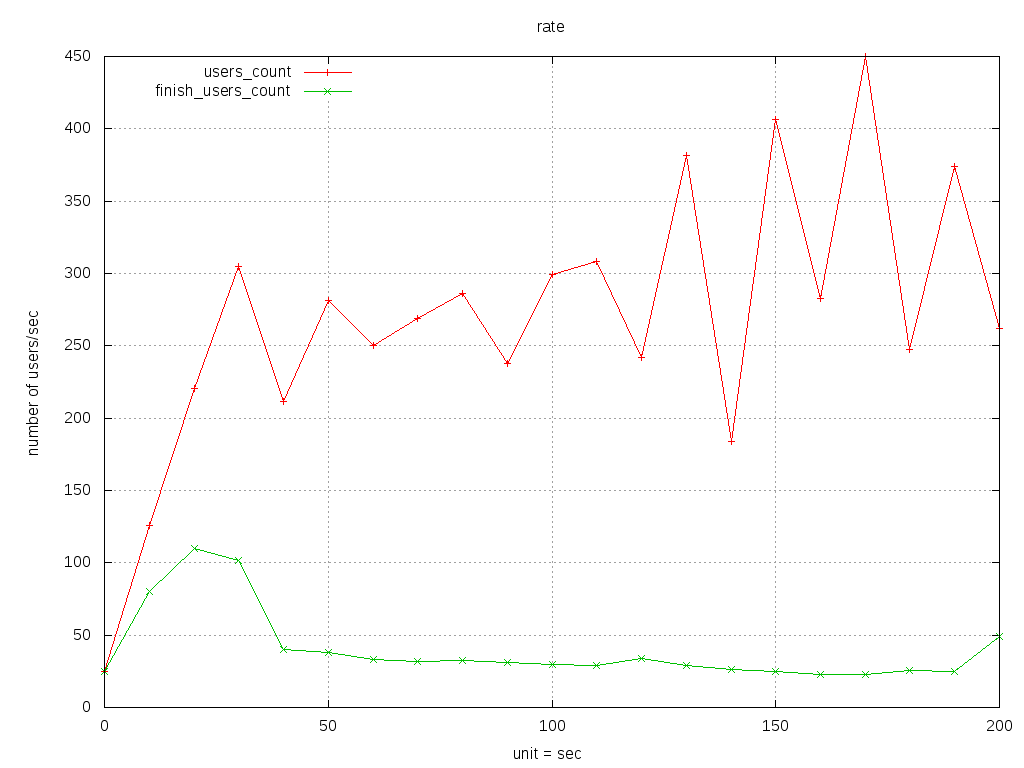 rate
users_count
finish_users_count
450
400
350
300
250
200
150
100
50
0
number of users/sec
0 50 100 150 200
unit = sec